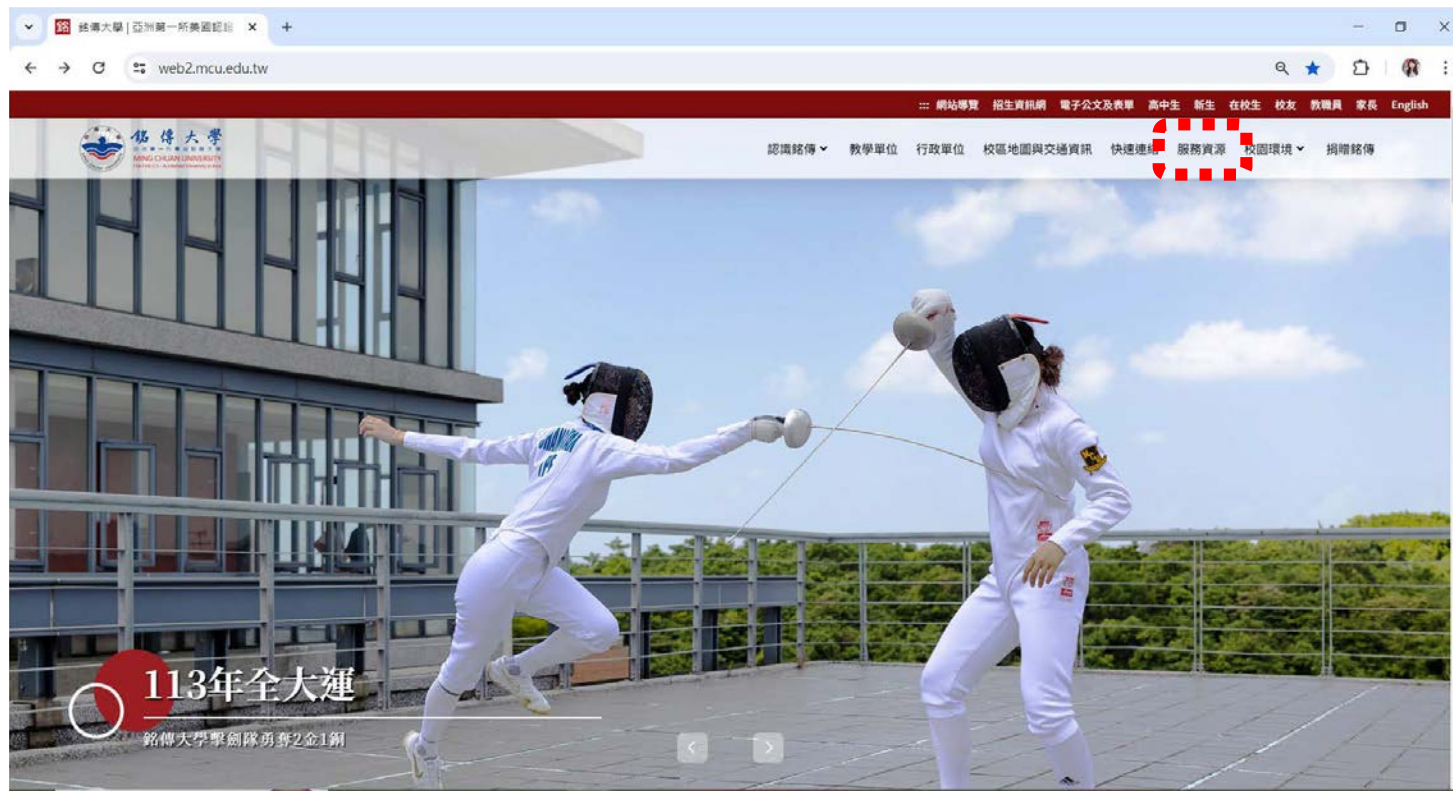 銘傳大學 | 亞洲第一所美國認證
web2.mcu.edu.tw
::: 網站導覽 招生資訊網 電子公文及表單 高中生 新生 在校生 校友 教職員 家長 English
銘傳大學
MING CHUAN UNIVERSITY
認識銘傳 教學單位 行政單位 校區地圖與交通資訊 快速連結 服務資源 校園環境 捐贈銘傳
113年全大運
銘傳大學擊劍隊勇奪2金1銅